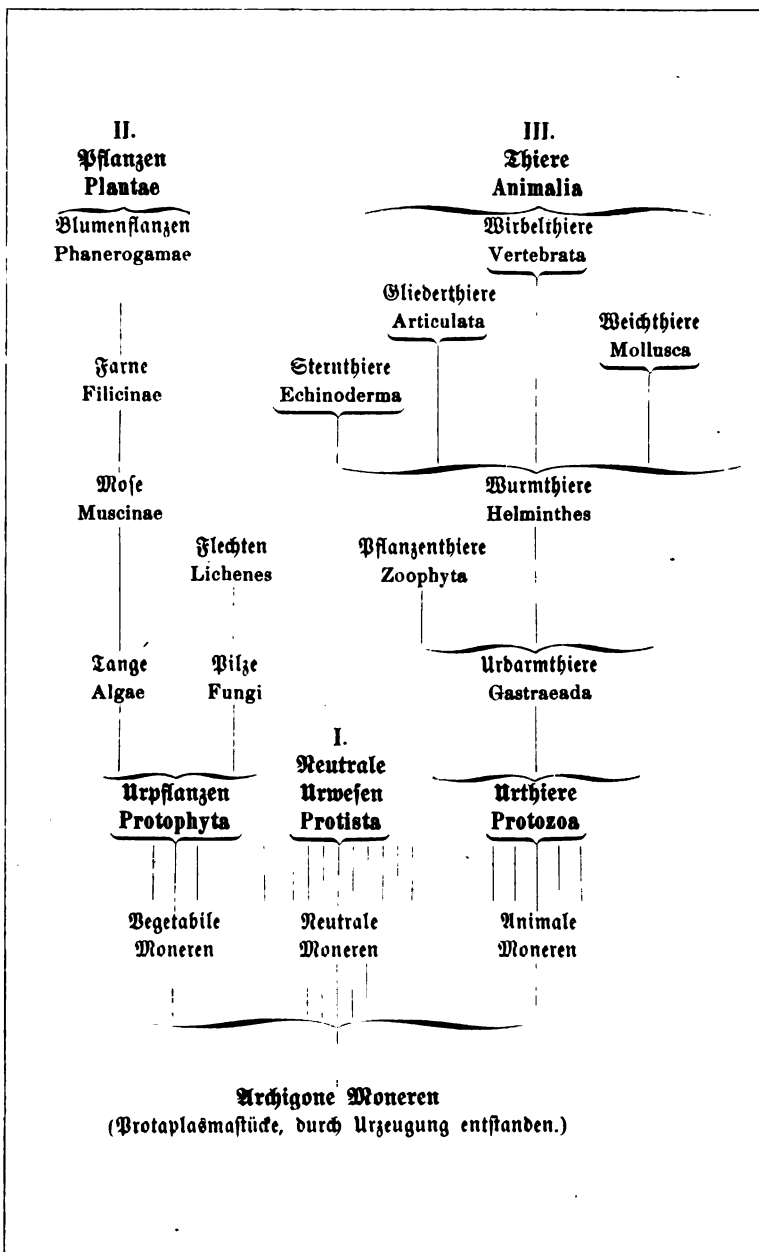 II.
Pflanzen
Plantae
Blumenflanzen
Phanerogamae
Farne
Filicinae
Mose
Muscinae
Flechten
Lichenes
Tange
Algae
Pilze
Fungi
Urpflanzen
Protophyta
Vegetabile
Moneren
I.
Neutrale
Urwesen
Protista
Neutrale
Moneren
III.
Thiere
Animalia
Wirbelthiere
Vertebrata
Gliederthiere
Articulata
Weichthiere
Mollusca
Sternthiere
Echinoderma
Wurmthiere
Helminthes
Pflanzenthiere
Zoophyta
Urdarmthiere
Gastraeada
Urthiere
Protozoa
Animale
Moneren
Archigone Moneren
(Protaplasmastücke, durch Urzeugung entstanden.)